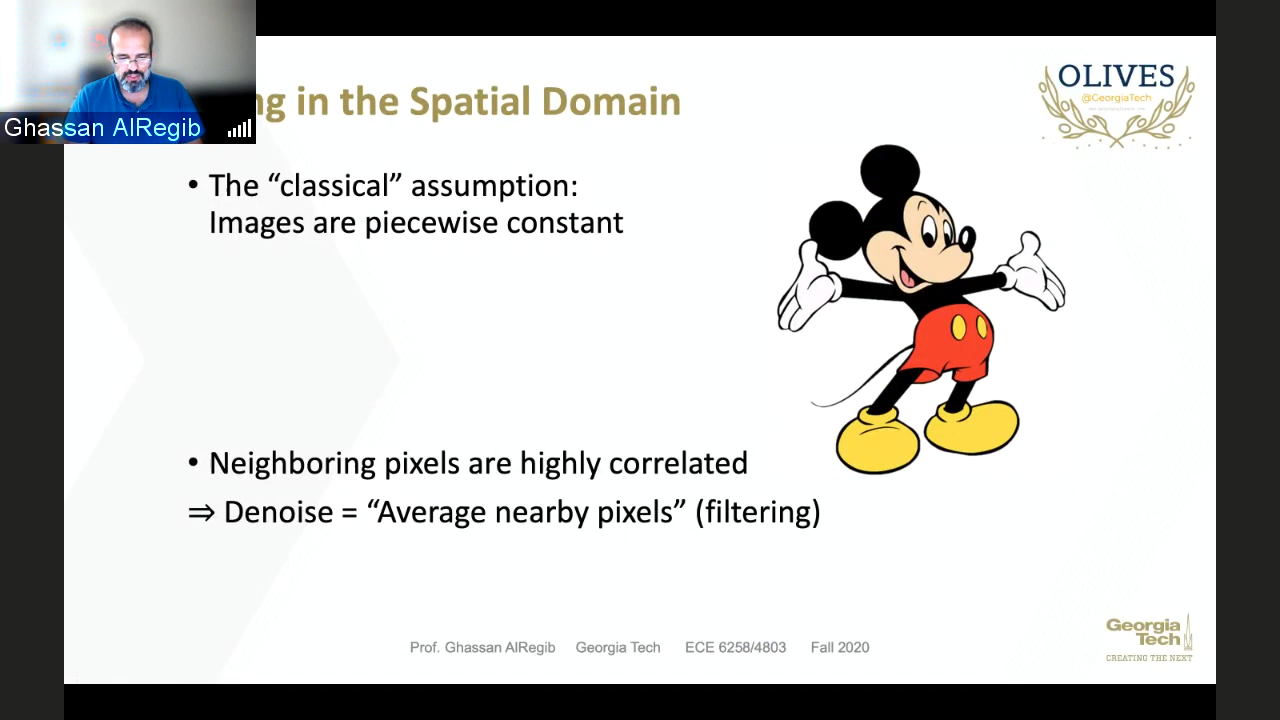 Ghassan AlRegib
ng in the Spatial Domain
OLIVES
@GeorgiaTech
• The “classical” assumption:
Images are piecewise constant
• Neighboring pixels are highly correlated
⇒ Denoise = “Average nearby pixels” (filtering)
Prof. Ghassan AlRegib Georgia Tech ECE 6258/4803 Fall 2020
Georgia
Tech
CREATING THE NEXT